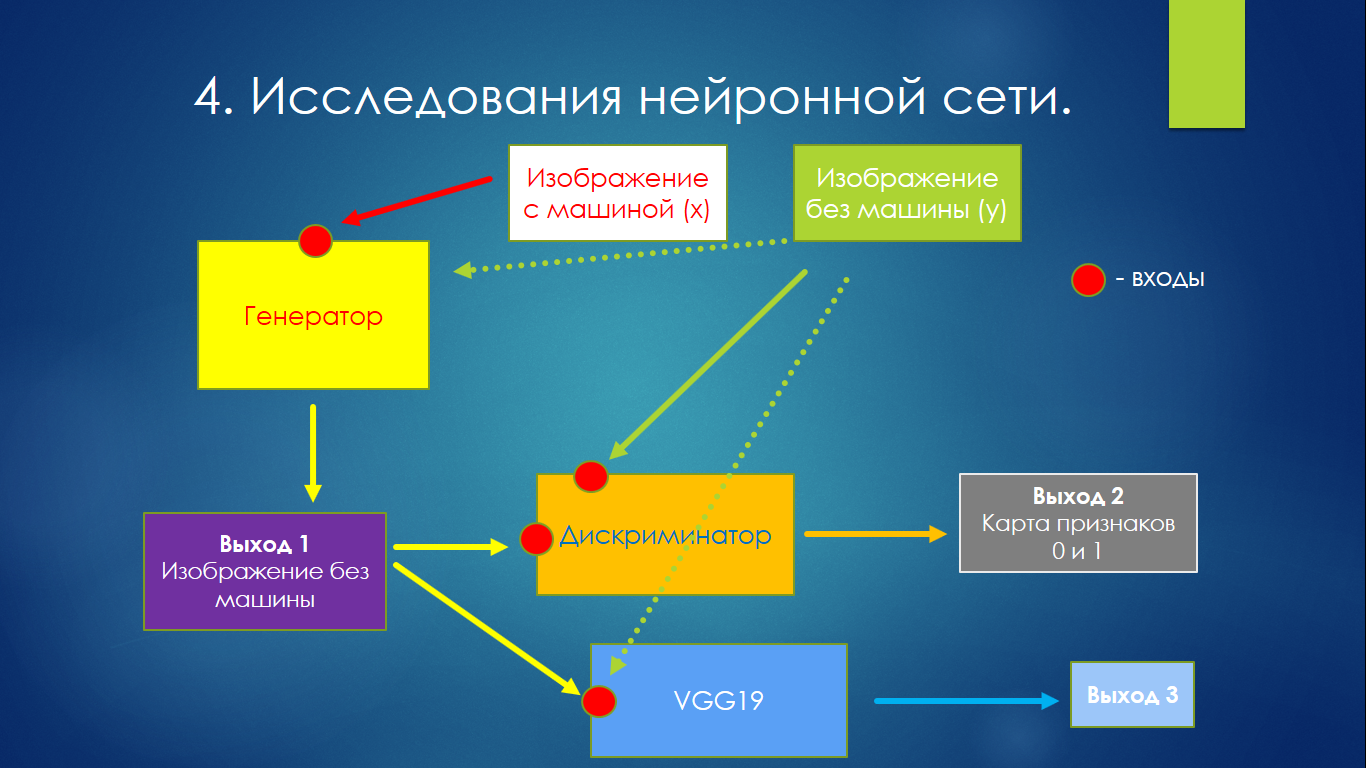 4. Исследования нейронной сети.
Изображение
с машиной (x)
Изображение
без машины (y)
- входы
Генератор
Выход 1
Изображение без
машины
Дискриминатор
Выход 2
Карта признаков
0 и 1
VGG19
Выход 3